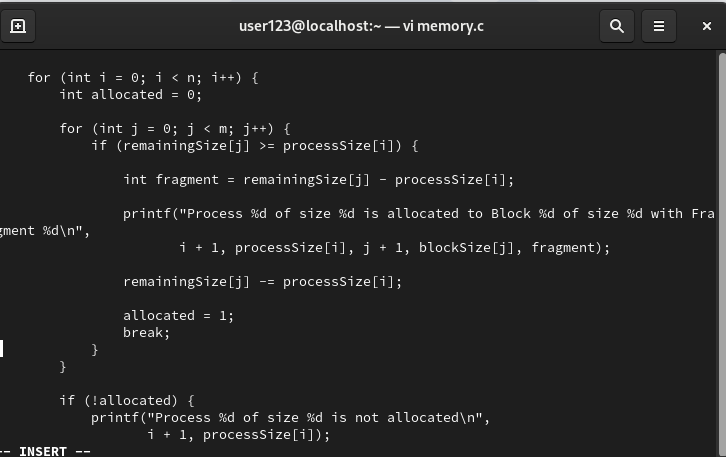 user123@localhost:~ — vi memory.c
for (int i = 0; i < n; i++) {
int allocated = 0;
for (int j = 0; j < m; j++) {
if (remainingSize[j] >= processSize[i]) {
int fragment = remainingSize[j] - processSize[i];
printf("Process %d of size %d is allocated to Block %d of size %d with Fra
gment %d\n",
i + 1, processSize[i], j + 1, blockSize[j], fragment);
remainingSize[j] -= processSize[i];
allocated = 1;
break;
}
}
if (!allocated) {
printf("Process %d of size %d is not allocated\n",
i + 1, processSize[i]);
-- INSERT --